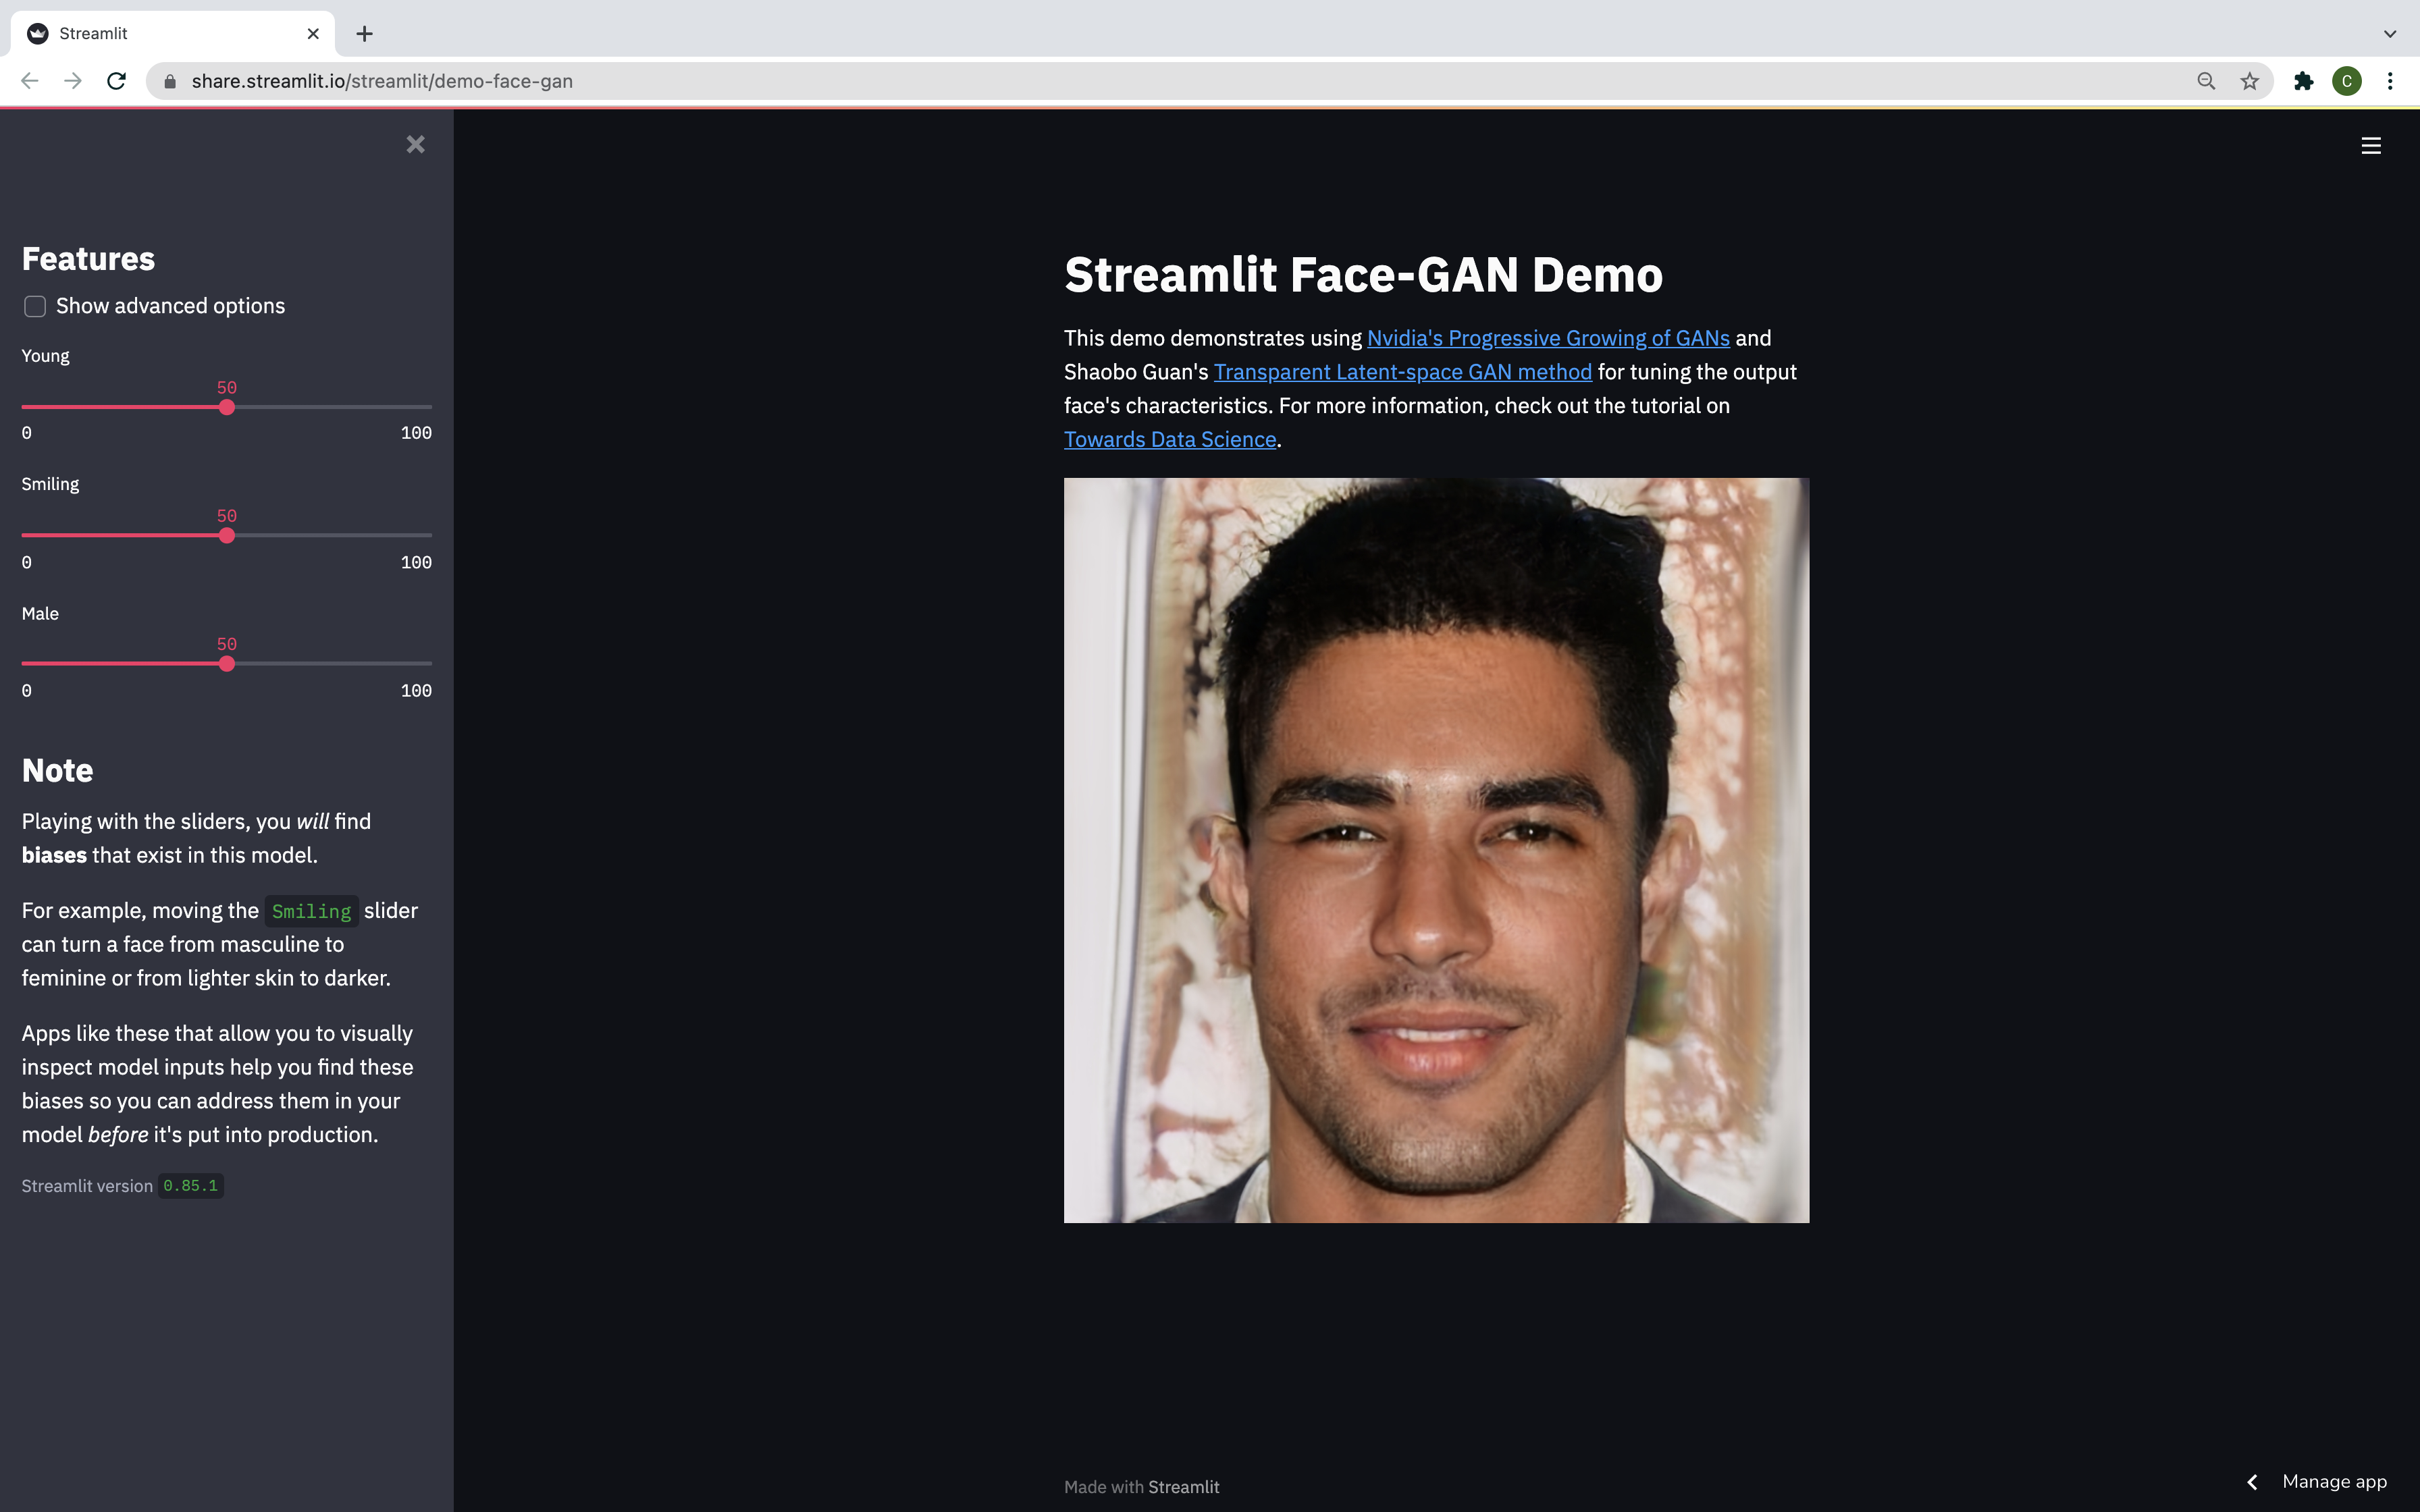 Streamlit
share.streamlit.io/streamlit/demo-face-gan
C
Features
Show advanced options
Young
50
0 100
Smiling
50
0 100
Male
50
0 100
Note
Playing with the sliders, you will find
biases that exist in this model.
For example, moving the Smiling slider
can turn a face from masculine to
feminine or from lighter skin to darker.
Apps like these that allow you to visually
inspect model inputs help you find these
biases so you can address them in your
model before it's put into production.
Streamlit version 0.85.1
Streamlit Face-GAN Demo
This demo demonstrates using Nvidia's Progressive Growing of GANs and
Shaobo Guan's Transparent Latent-space GAN method for tuning the output
face's characteristics. For more information, check out the tutorial on
Towards Data Science.
Made with Streamlit
Manage app